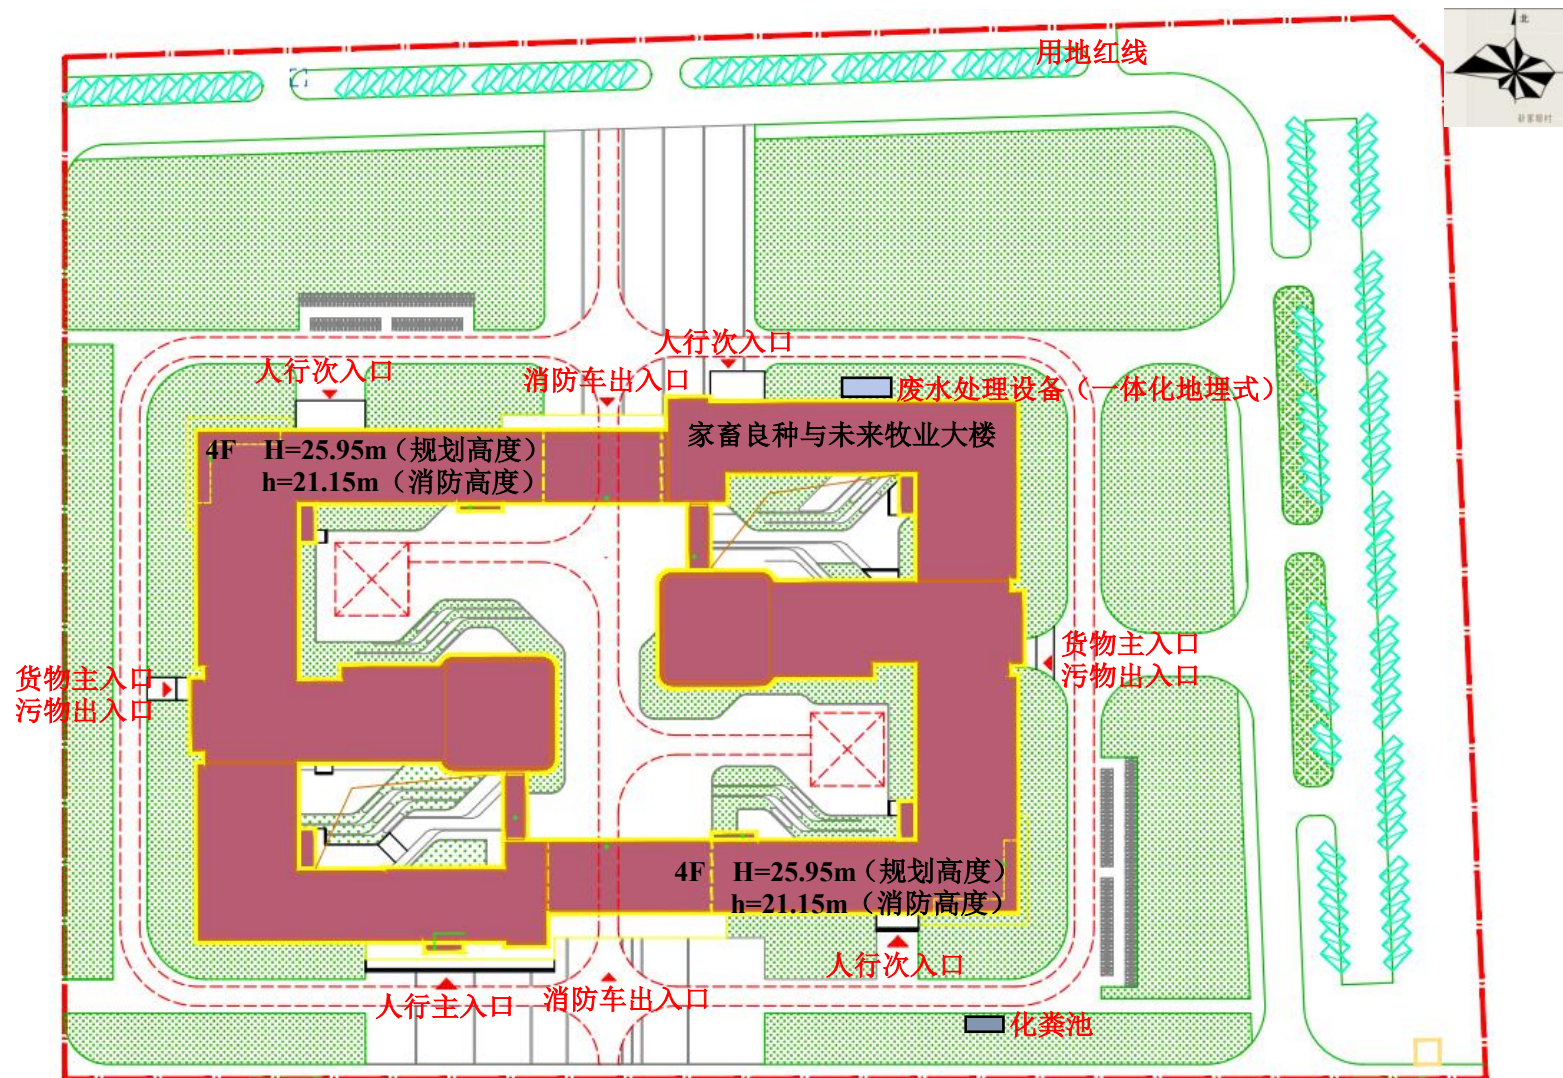 北
用地红线
人行次入口
人行次入口
消防车出入口
废水处理设备（一体化地埋式）
家畜良种与未来牧业大楼
4F H=25.95m（规划高度）
h=21.15m（消防高度）
货物主入口
污物出入口
货物主入口
污物出入口
4F H=25.95m（规划高度）
h=21.15m（消防高度）
人行次入口
人行主入口
消防车出入口
化粪池